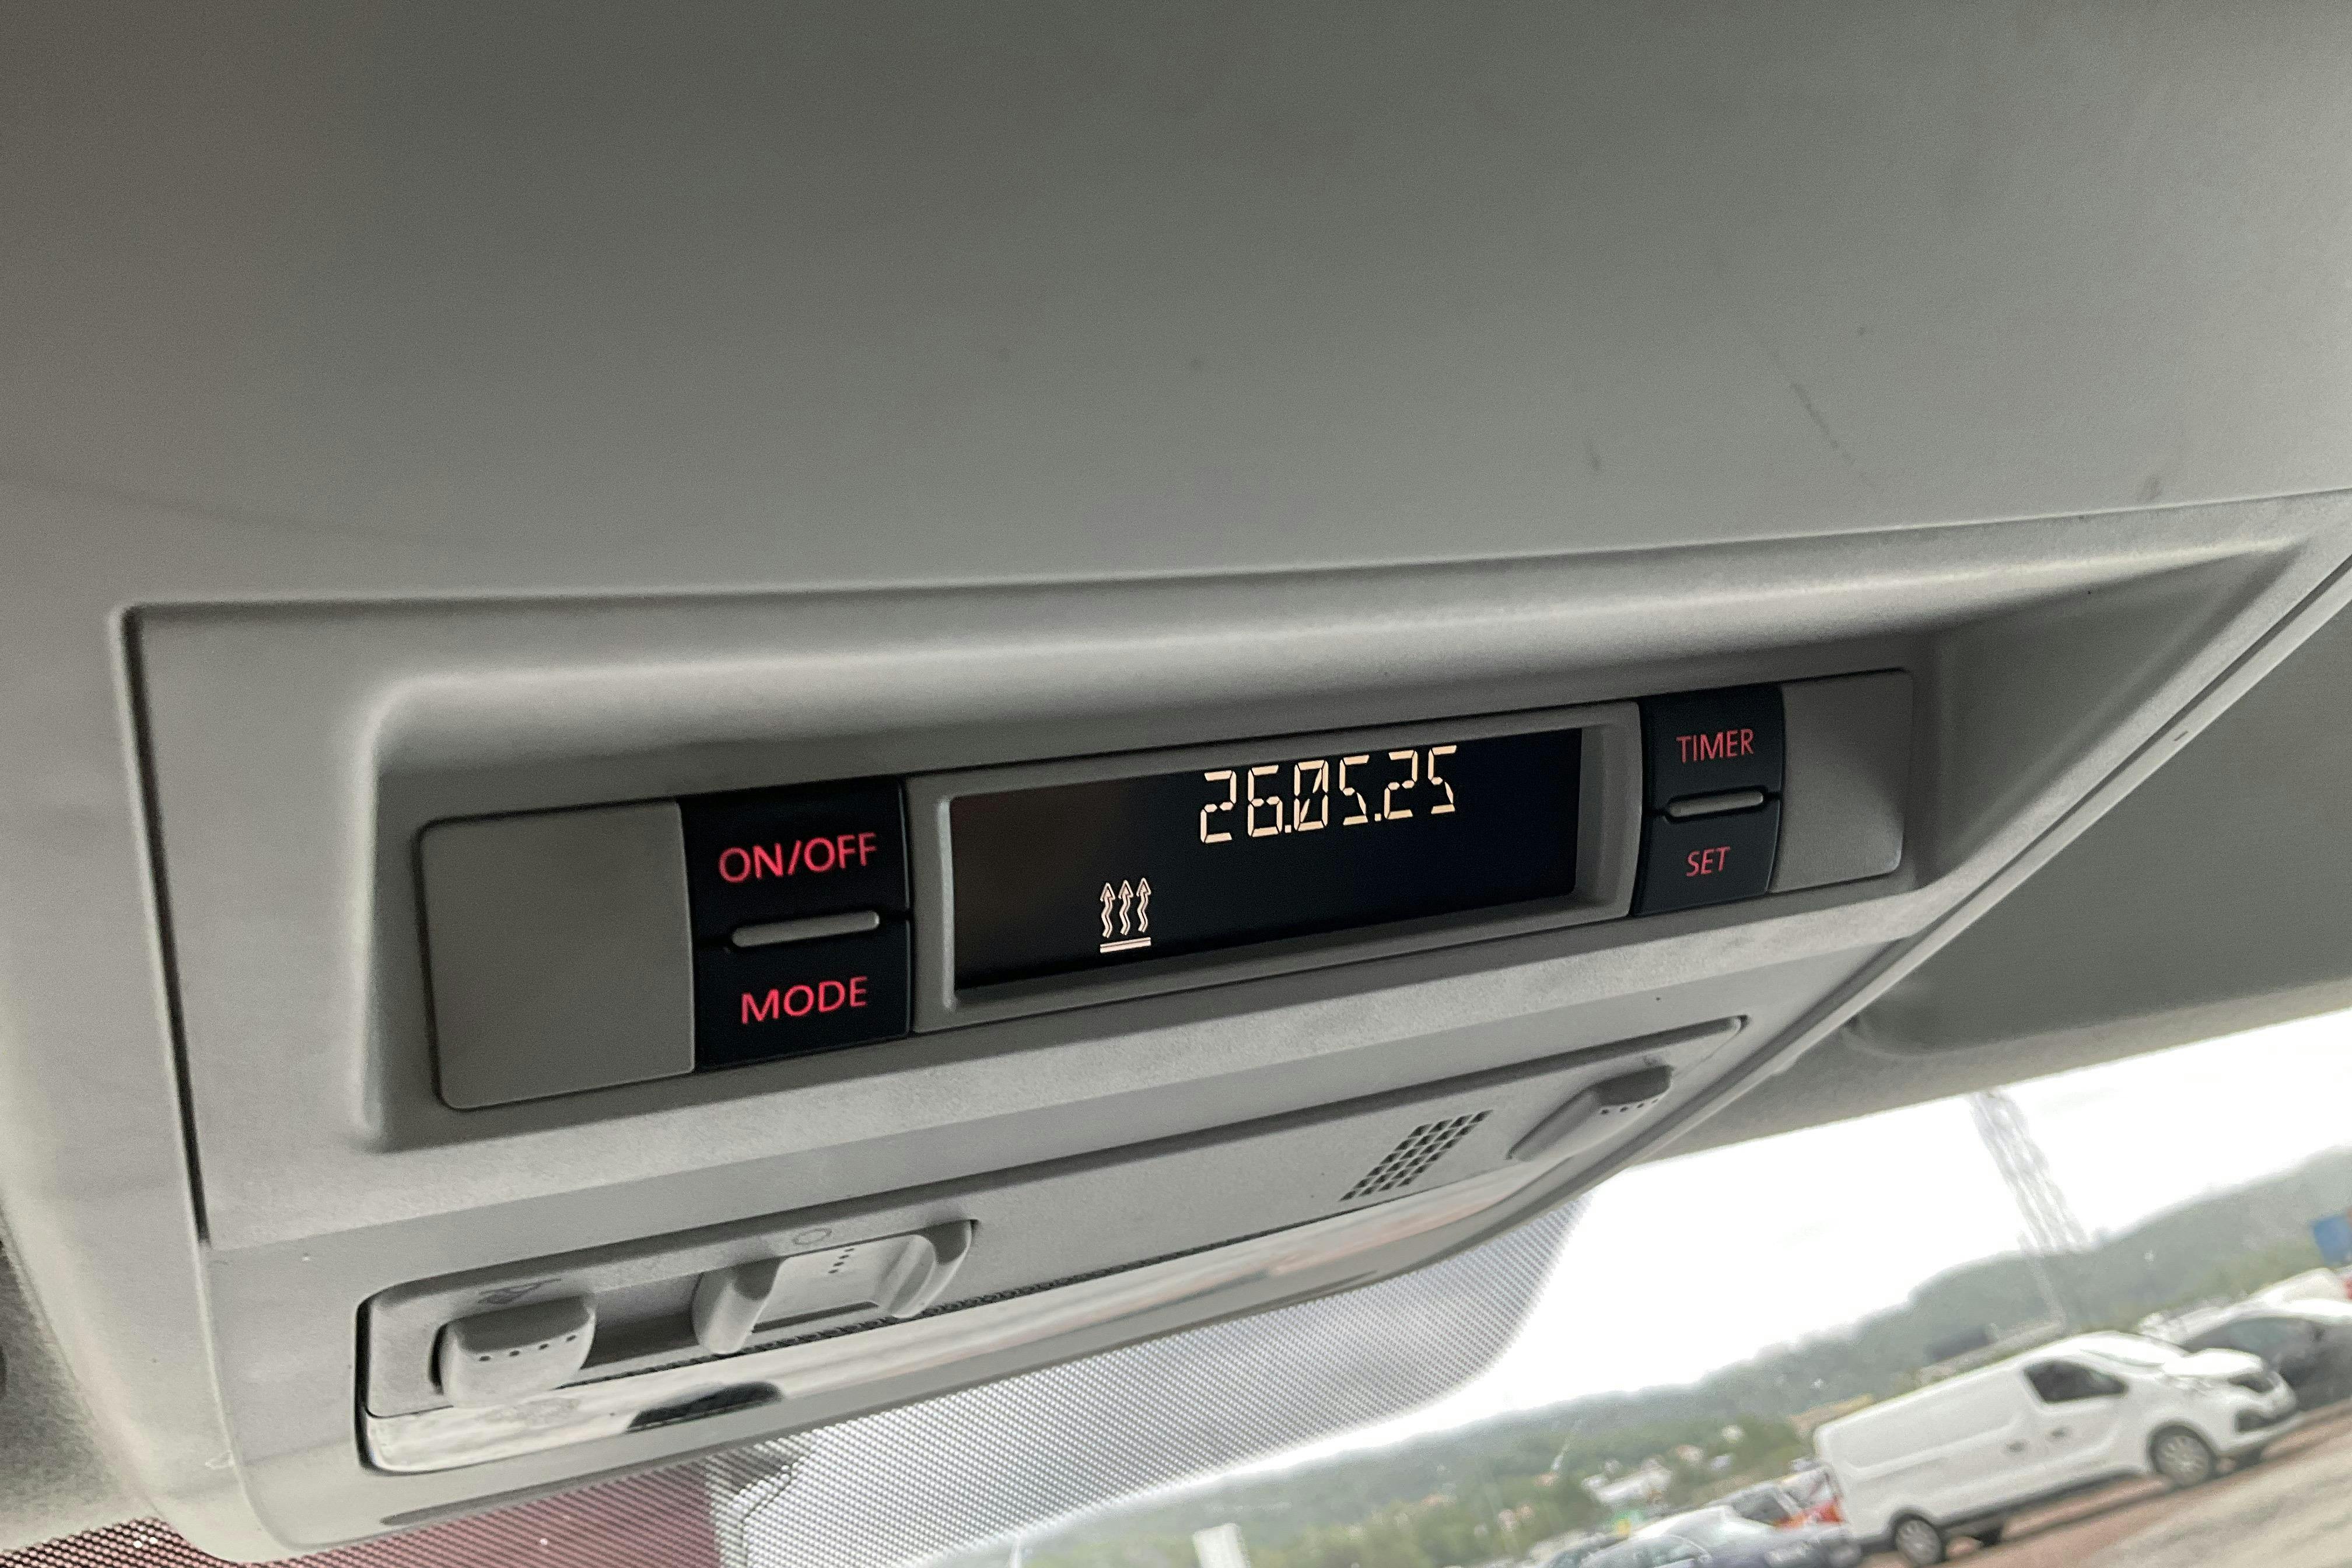 26.05.25
ON/OFF
MODE
TIMER
SET